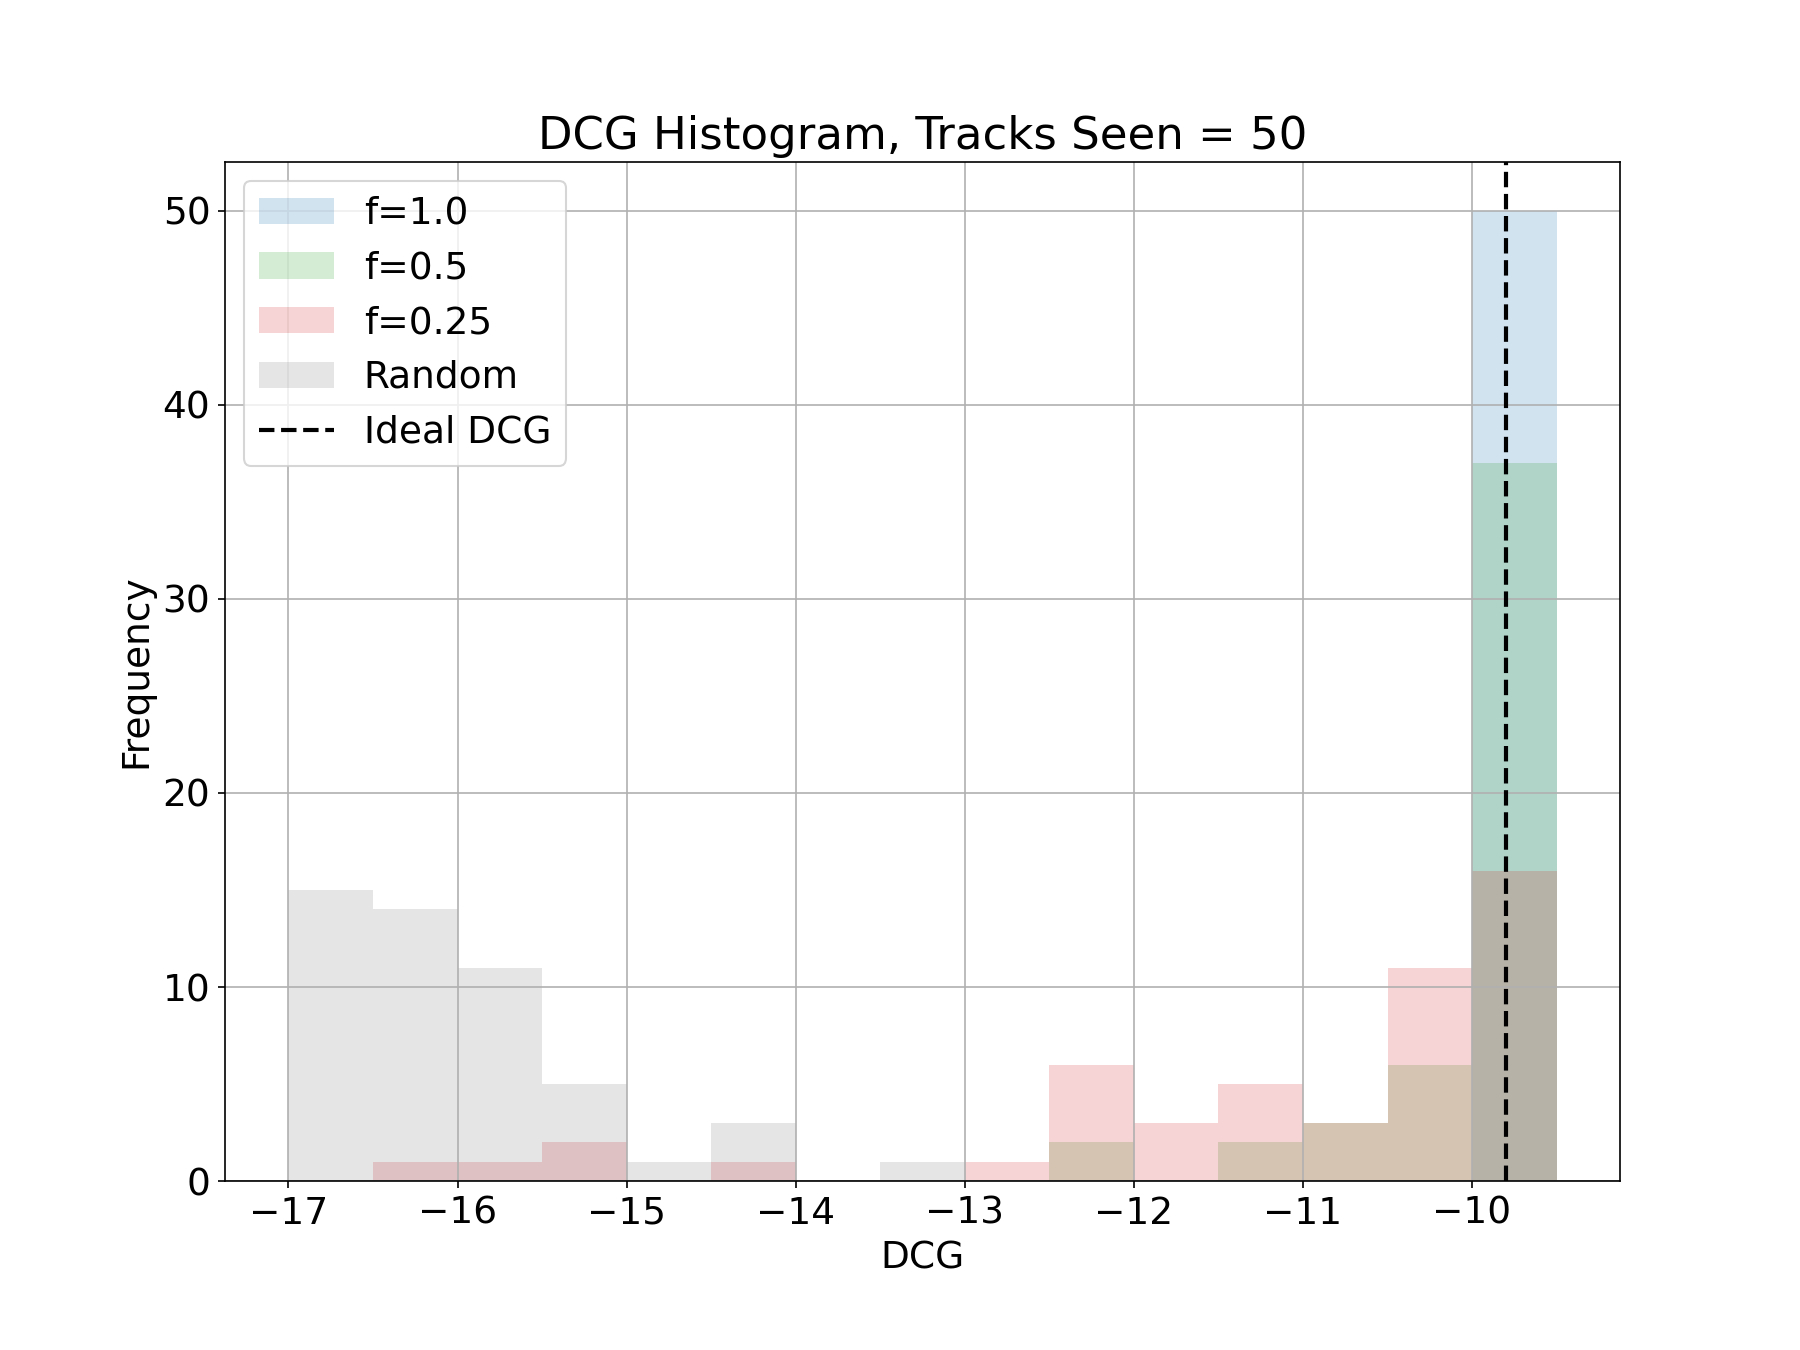 DCG Histogram, Tracks Seen = 50
f=1.0
f=0.5
f=0.25
Random
Ideal DCG
Frequency
50
40
30
20
10
0
−17 −16 −15 −14 −13 −12 −11 −10
DCG